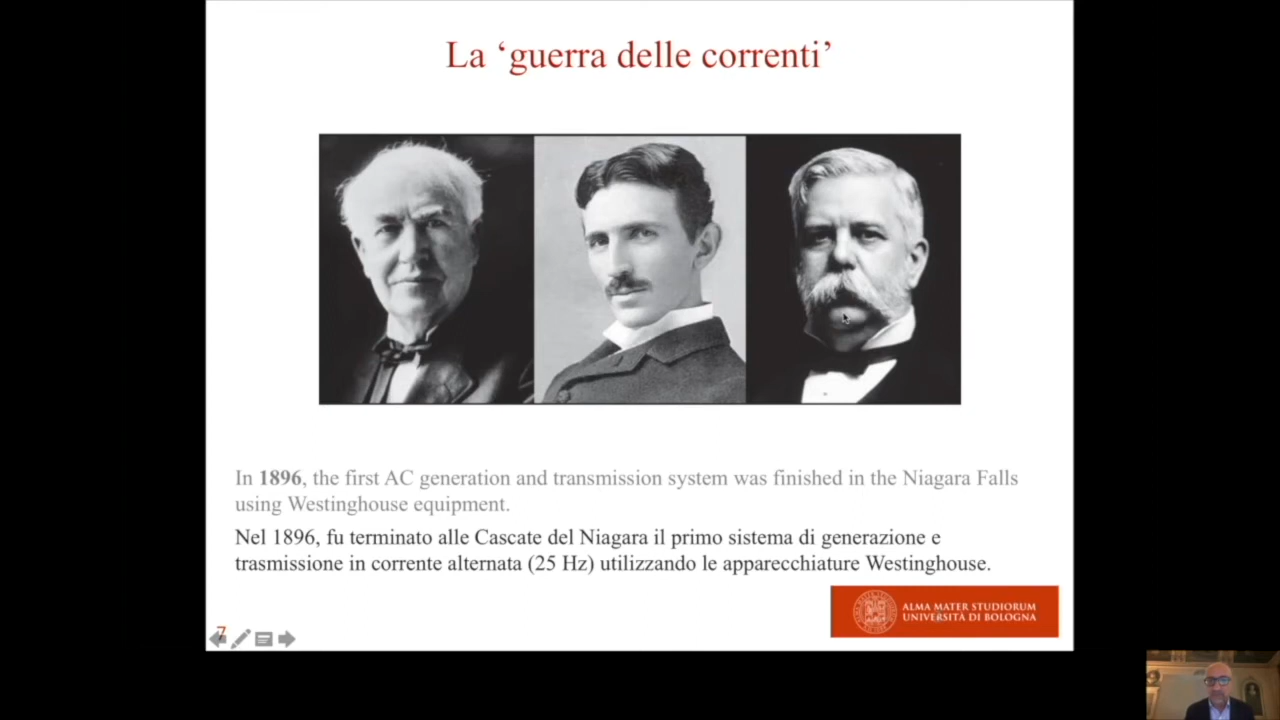 La ‘guerra delle correnti’
In 1896, the first AC generation and transmission system was finished in the Niagara Falls
using Westinghouse equipment.
Nel 1896, fu terminato alle Cascate del Niagara il primo sistema di generazione e
trasmissione in corrente alternata (25 Hz) utilizzando le apparecchiature Westinghouse.
ALMA MATER STUDIORUM
UNIVERSITÀ DI BOLOGNA
7